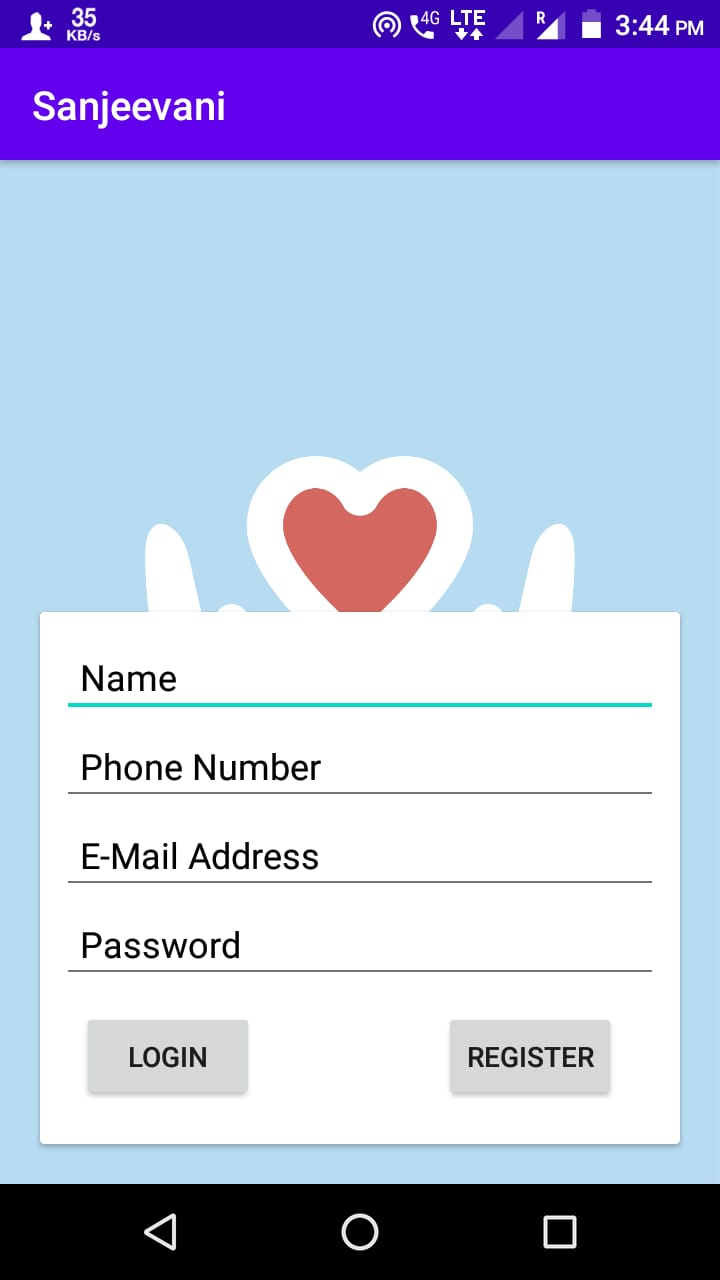 35
KB/s
4G
LTE
R
3:44 PM
Sanjeevani
Name
Phone Number
E-Mail Address
Password
LOGIN
REGISTER